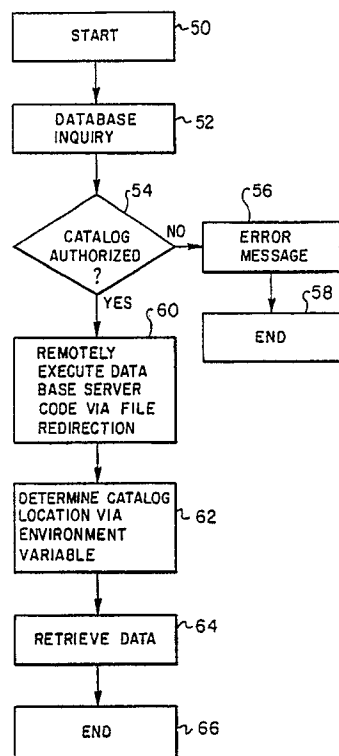 START
50
DATABASE
INQUIRY
52
54
CATALOG
AUTHORIZED
?
NO
YES
56
ERROR
MESSAGE
58
END
60
REMOTELY
EXECUTE DATA
BASE SERVER
CODE VIA FILE
REDIRECTION
DETERMINE CATALOG
LOCATION VIA
ENVIRONMENT
VARIABLE
62
RETRIEVE DATA
64
END
66